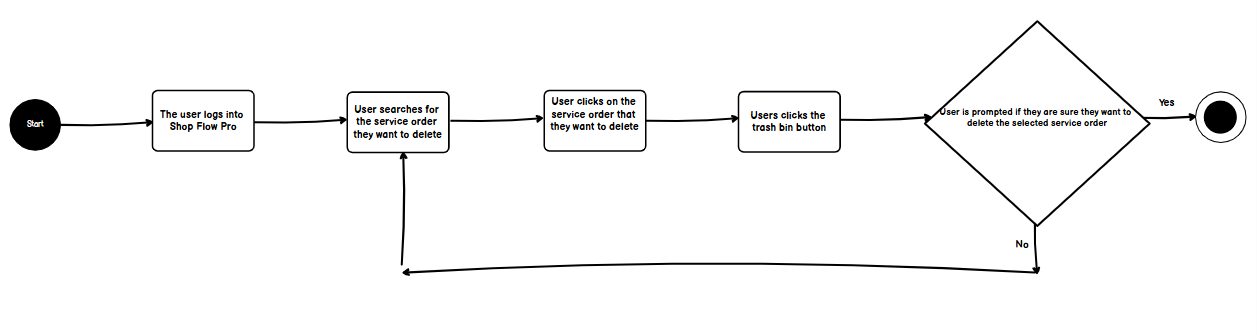 Start
The user logs into
Shop Flow Pro
User searches for
the service order
they want to delete
User clicks on the
service order that
they want to delete
Users clicks the
trash bin button
User is prompted if they are sure they want to
delete the selected service order
Yes
No